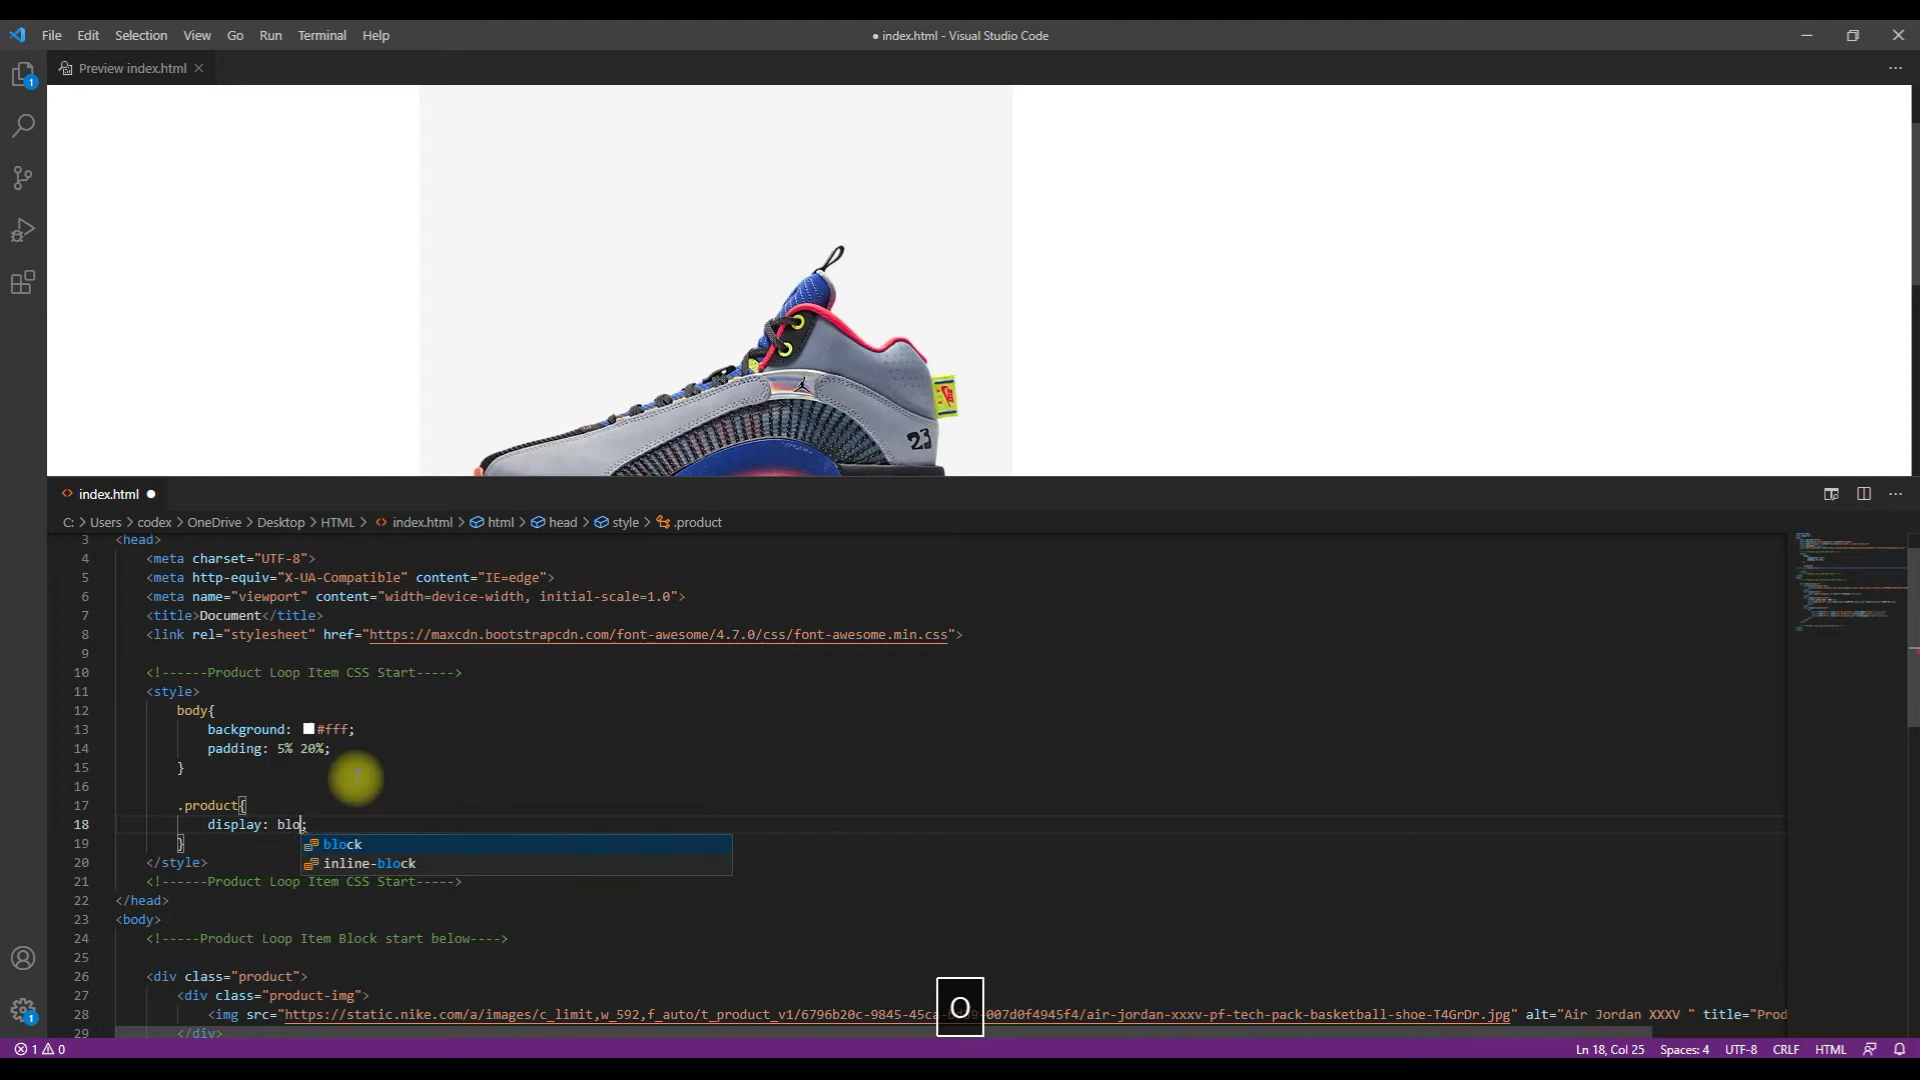 File Edit Selection View Go Run Terminal Help
● index.html - Visual Studio Code
Preview index.html
1
23
index.html
C: > Users > codex > OneDrive > Desktop > HTML > index.html > html > head > style > .product
3 <head>
4 <meta charset="UTF-8">
5 <meta http-equiv="X-UA-Compatible" content="IE=edge">
6 <meta name="viewport" content="width=device-width, initial-scale=1.0">
7 <title>Document</title>
8 <link rel="stylesheet" href="https://maxcdn.bootstrapcdn.com/font-awesome/4.7.0/css/font-awesome.min.css">
9
10 <!------Product Loop Item CSS Start----->
11 <style>
12 body{
13 background: #fff;
14 padding: 5% 20%;
15 }
16
17 .product{
18 display: blo;
block
19 }
inline-block
20 </style>
21 <!------Product Loop Item CSS Start----->
22 </head>
23 <body>
24 <!-----Product Loop Item Block start below---->
25
26 <div class="product">
27 <div class="product-img">
28 <img src="https://static.nike.com/a/images/c_limit,w_592,f_auto/t_product_v1/6796b20c-9845-45ca- 007d0f4945f4/air-jordan-xxxv-pf-tech-pack-basketball-shoe-T4GrDr.jpg" alt="Air Jordan XXXV " title="Prod
29 </div>
O
1
1 0
Ln 18, Col 25 Spaces: 4 UTF-8 CRLF HTML